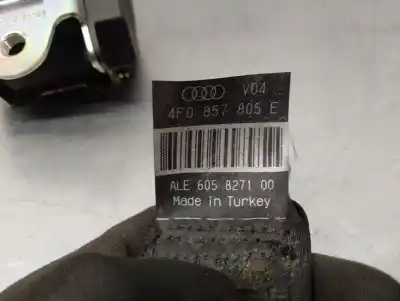 V04
4F0 857 805 E
ALE 605 8271 00
Made in Turkey